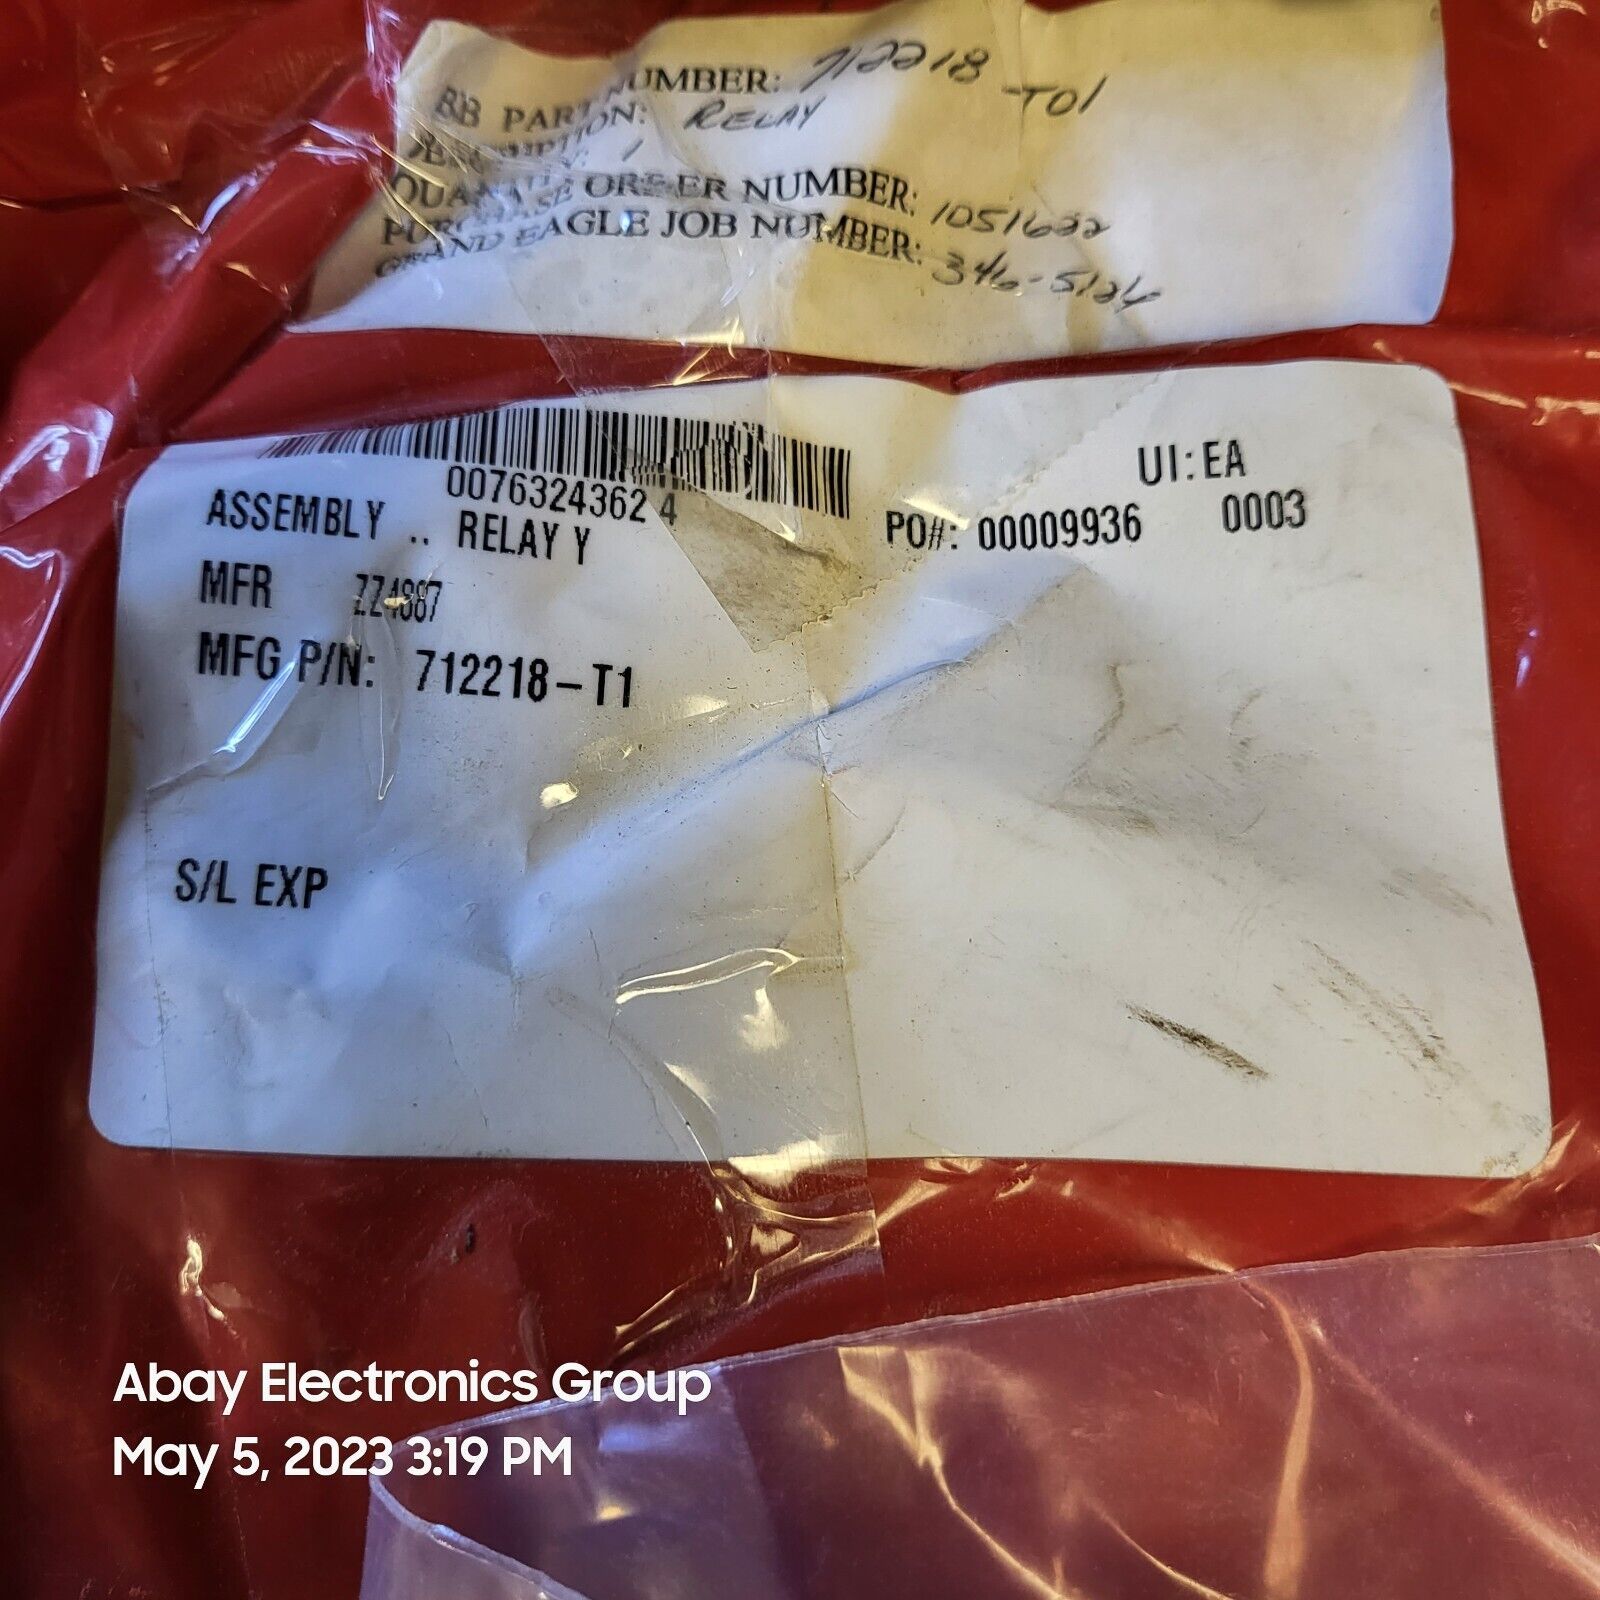 BB PART NUMBER: 712218-T01
DESCRIPTION: RELAY
QUANTITY: 1
PURCHASE ORDER NUMBER: 1051622
GRAND EAGLE JOB NUMBER: 346-5124
00763243624
UI:EA
ASSEMBLY .. RELAY Y
PO#: 00009936 0003
MFR ZZ4887
MFG P/N: 712218-T1
S/L EXP
Abay Electronics Group
May 5, 2023 3:19 PM